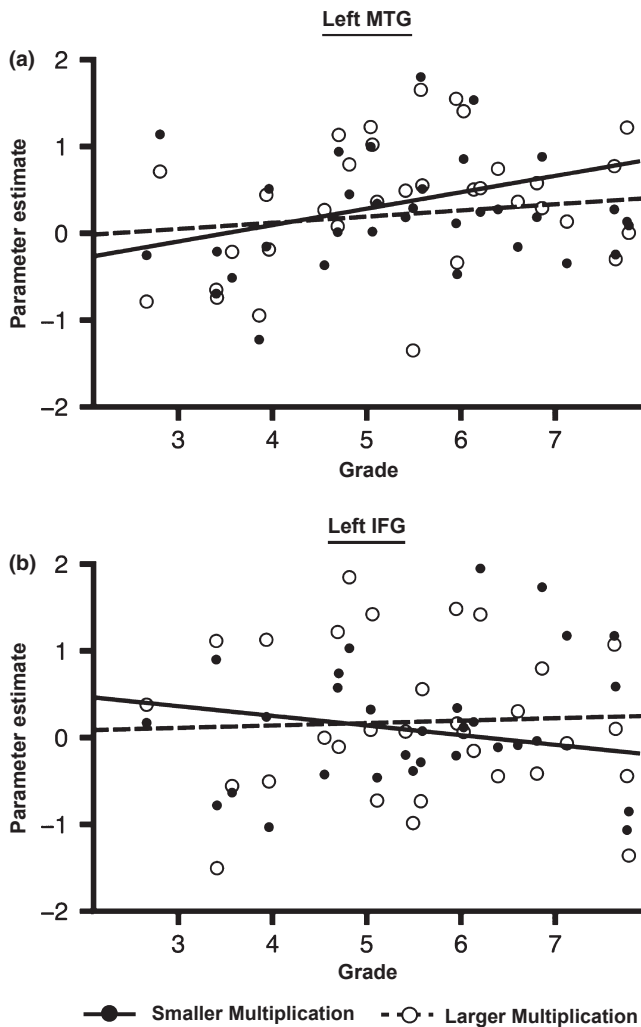 Left MTG
(a)
2
1
0
−1
−2
Parameter estimate
3 4 5 6 7
Grade
Left IFG
(b)
2
1
0
−1
−2
Parameter estimate
3 4 5 6 7
Grade
Smaller Multiplication Larger Multiplication